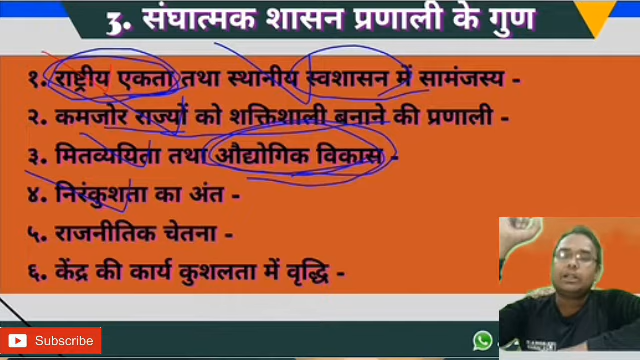 3. संघात्मक शासन प्रणाली के गुण
१. राष्ट्रीय एकता तथा स्थानीय स्वशासन में सामंजस्य -
२. कमजोर राज्यों को शक्तिशाली बनाने की प्रणाली -
३. मितव्ययिता तथा औद्योगिक विकास -
४. निरंकुशता का अंत -
५. राजनीतिक चेतना -
६. केंद्र की कार्य कुशलता में वृद्धि -
Subscribe